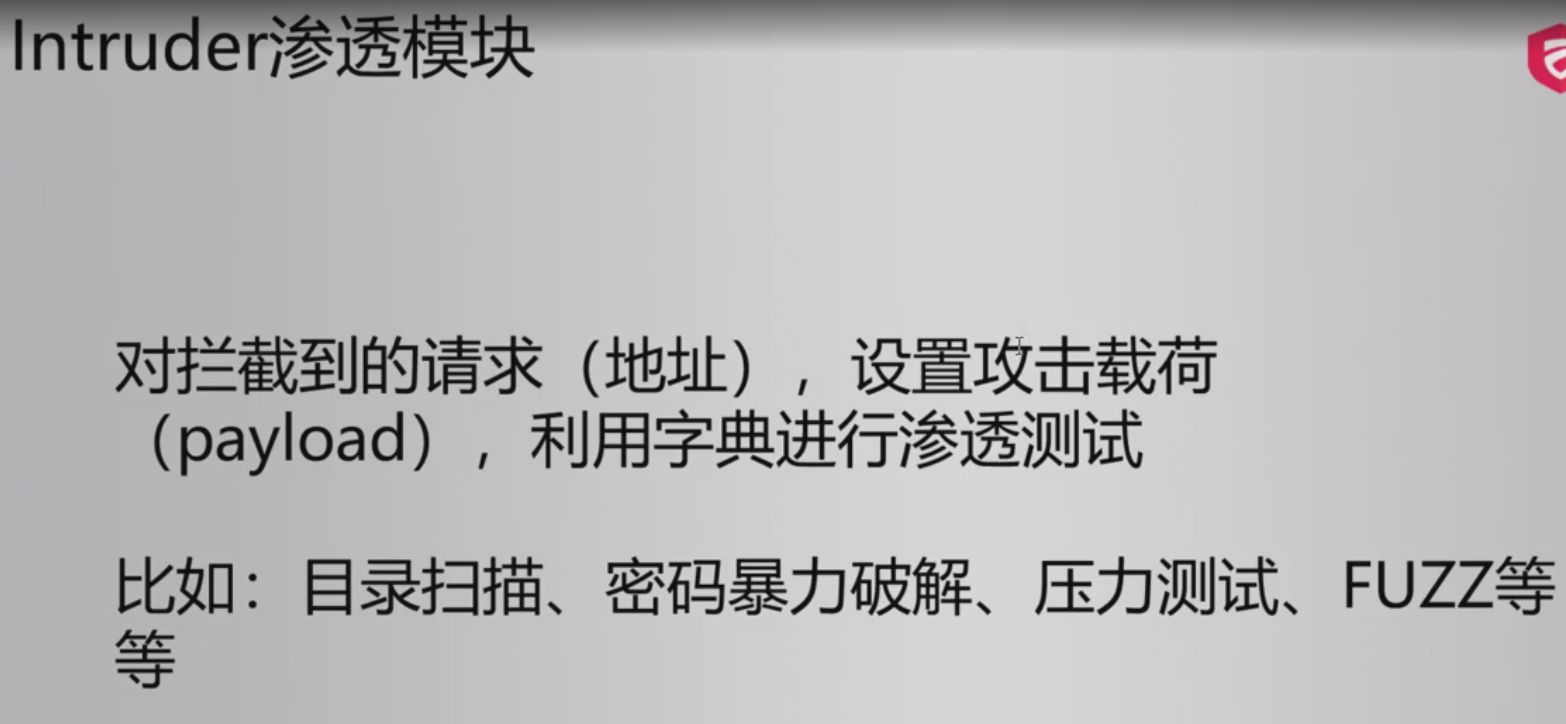 Intruder渗透模块
对拦截到的请求（地址），设置攻击载荷
（payload），利用字典进行渗透测试
比如：目录扫描、密码暴力破解、压力测试、FUZZ等
等